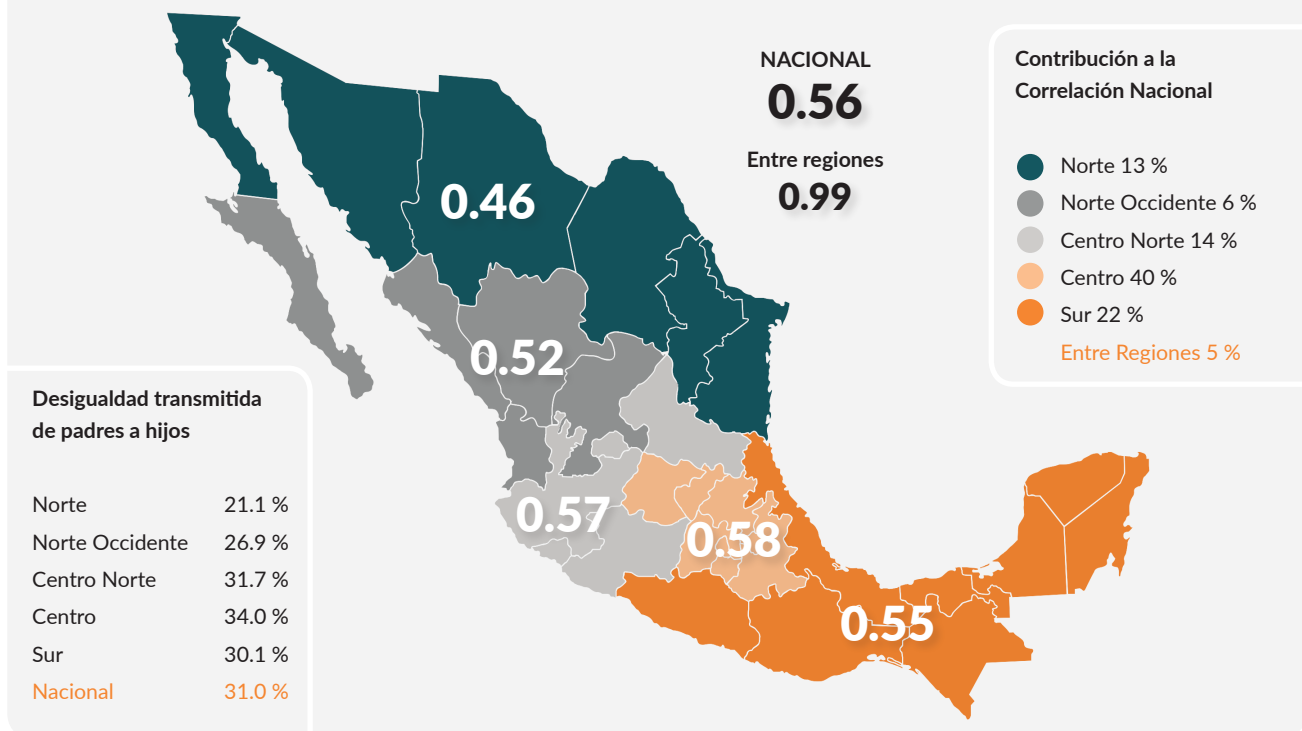 NACIONAL
0.56
Entre regiones
0.99
Contribución a la
Correlación Nacional
Norte 13 %
Norte Occidente 6 %
Centro Norte 14 %
Centro 40 %
Sur 22 %
Entre Regiones 5 %
0.46
0.52
0.57
0.58
0.55
Desigualdad transmitida
de padres a hijos
Norte 21.1 %
Norte Occidente 26.9 %
Centro Norte 31.7 %
Centro 34.0 %
Sur 30.1 %
Nacional 31.0 %